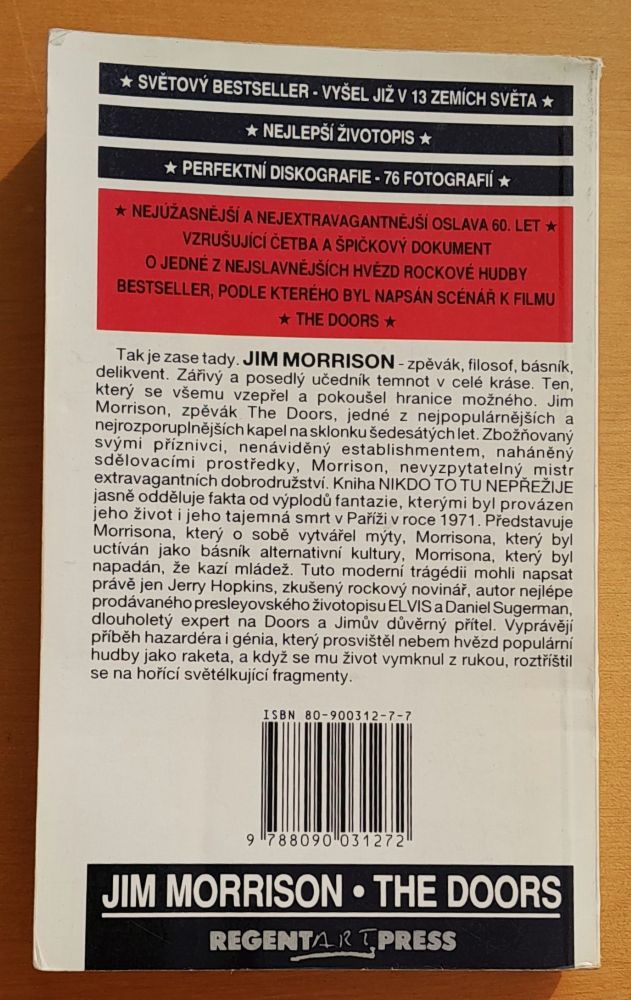 ★ SVĚTOVÝ BESTSELLER - VYŠEL JIŽ V 13 ZEMÍCH SVĚTA ★
★ NEJLEPŠÍ ŽIVOTOPIS ★
★ PERFEKTNÍ DISKOGRAFIE - 76 FOTOGRAFIÍ ★
★ NEJÚŽASNĚJŠÍ A NEJEXTRAVAGANTNĚJŠÍ OSLAVA 60. LET ★
VZRUŠUJÍCÍ ČETBA A ŠPIČKOVÝ DOKUMENT
O JEDNÉ Z NEJSLAVNĚJŠÍCH HVĚZD ROCKOVÉ HUDBY
BESTSELLER, PODLE KTERÉHO BYL NAPSÁN SCÉNÁŘ K FILMU
★ THE DOORS ★
Tak je zase tady. JIM MORRISON - zpěvák, filosof, básník,
delikvent. Zářivý a posedlý učedník temnot v celé kráse. Ten,
který se všemu vzepřel a pokoušel hranice možného. Jim
Morrison, zpěvák The Doors, jedné z nejpopulárnějších a
nejrozporuplnějších kapel na sklonku šedesátých let. Zbožňovaný
svými příznivci, nenáviděný establishmentem, naháněný
sdělovacími prostředky, Morrison, nevyzpytatelný mistr
extravagantních dobrodružství. Kniha NIKDO TO TU NEPŘEŽIJE
jasně odděluje fakta od výplodů fantazie, kterými byl provázen
jeho život i jeho tajemná smrt v Paříži v roce 1971. Představuje
Morrisona, který o sobě vytvářel mýty, Morrisona, který byl
uctíván jako básník alternativní kultury, Morrisona, který byl
napadán, že kazí mládež. Tuto moderní trágédii mohli napsat
právě jen Jerry Hopkins, zkušený rockový novinář, autor nejlépe
prodávaného presleyovského životopisu ELVIS a Daniel Sugerman,
dlouholetý expert na Doors a Jimův důvěrný přítel. Vyprávějí
příběh hazardéra i génia, který prosvištěl nebem hvězd populární
hudby jako raketa, a když se mu život vymknul z rukou, roztříštil
se na hořící světélkující fragmenty.
ISBN 80-900312-7-7
9 788090 031272
JIM MORRISON • THE DOORS
REGENT ART PRESS